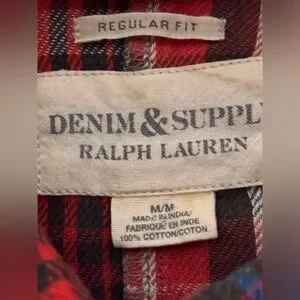 REGULAR FIT
DENIM & SUPPL
RALPH LAUREN
M/M
MADE IN INDIA/
FABRIQUÉ EN INDE
100% COTTON/COTON